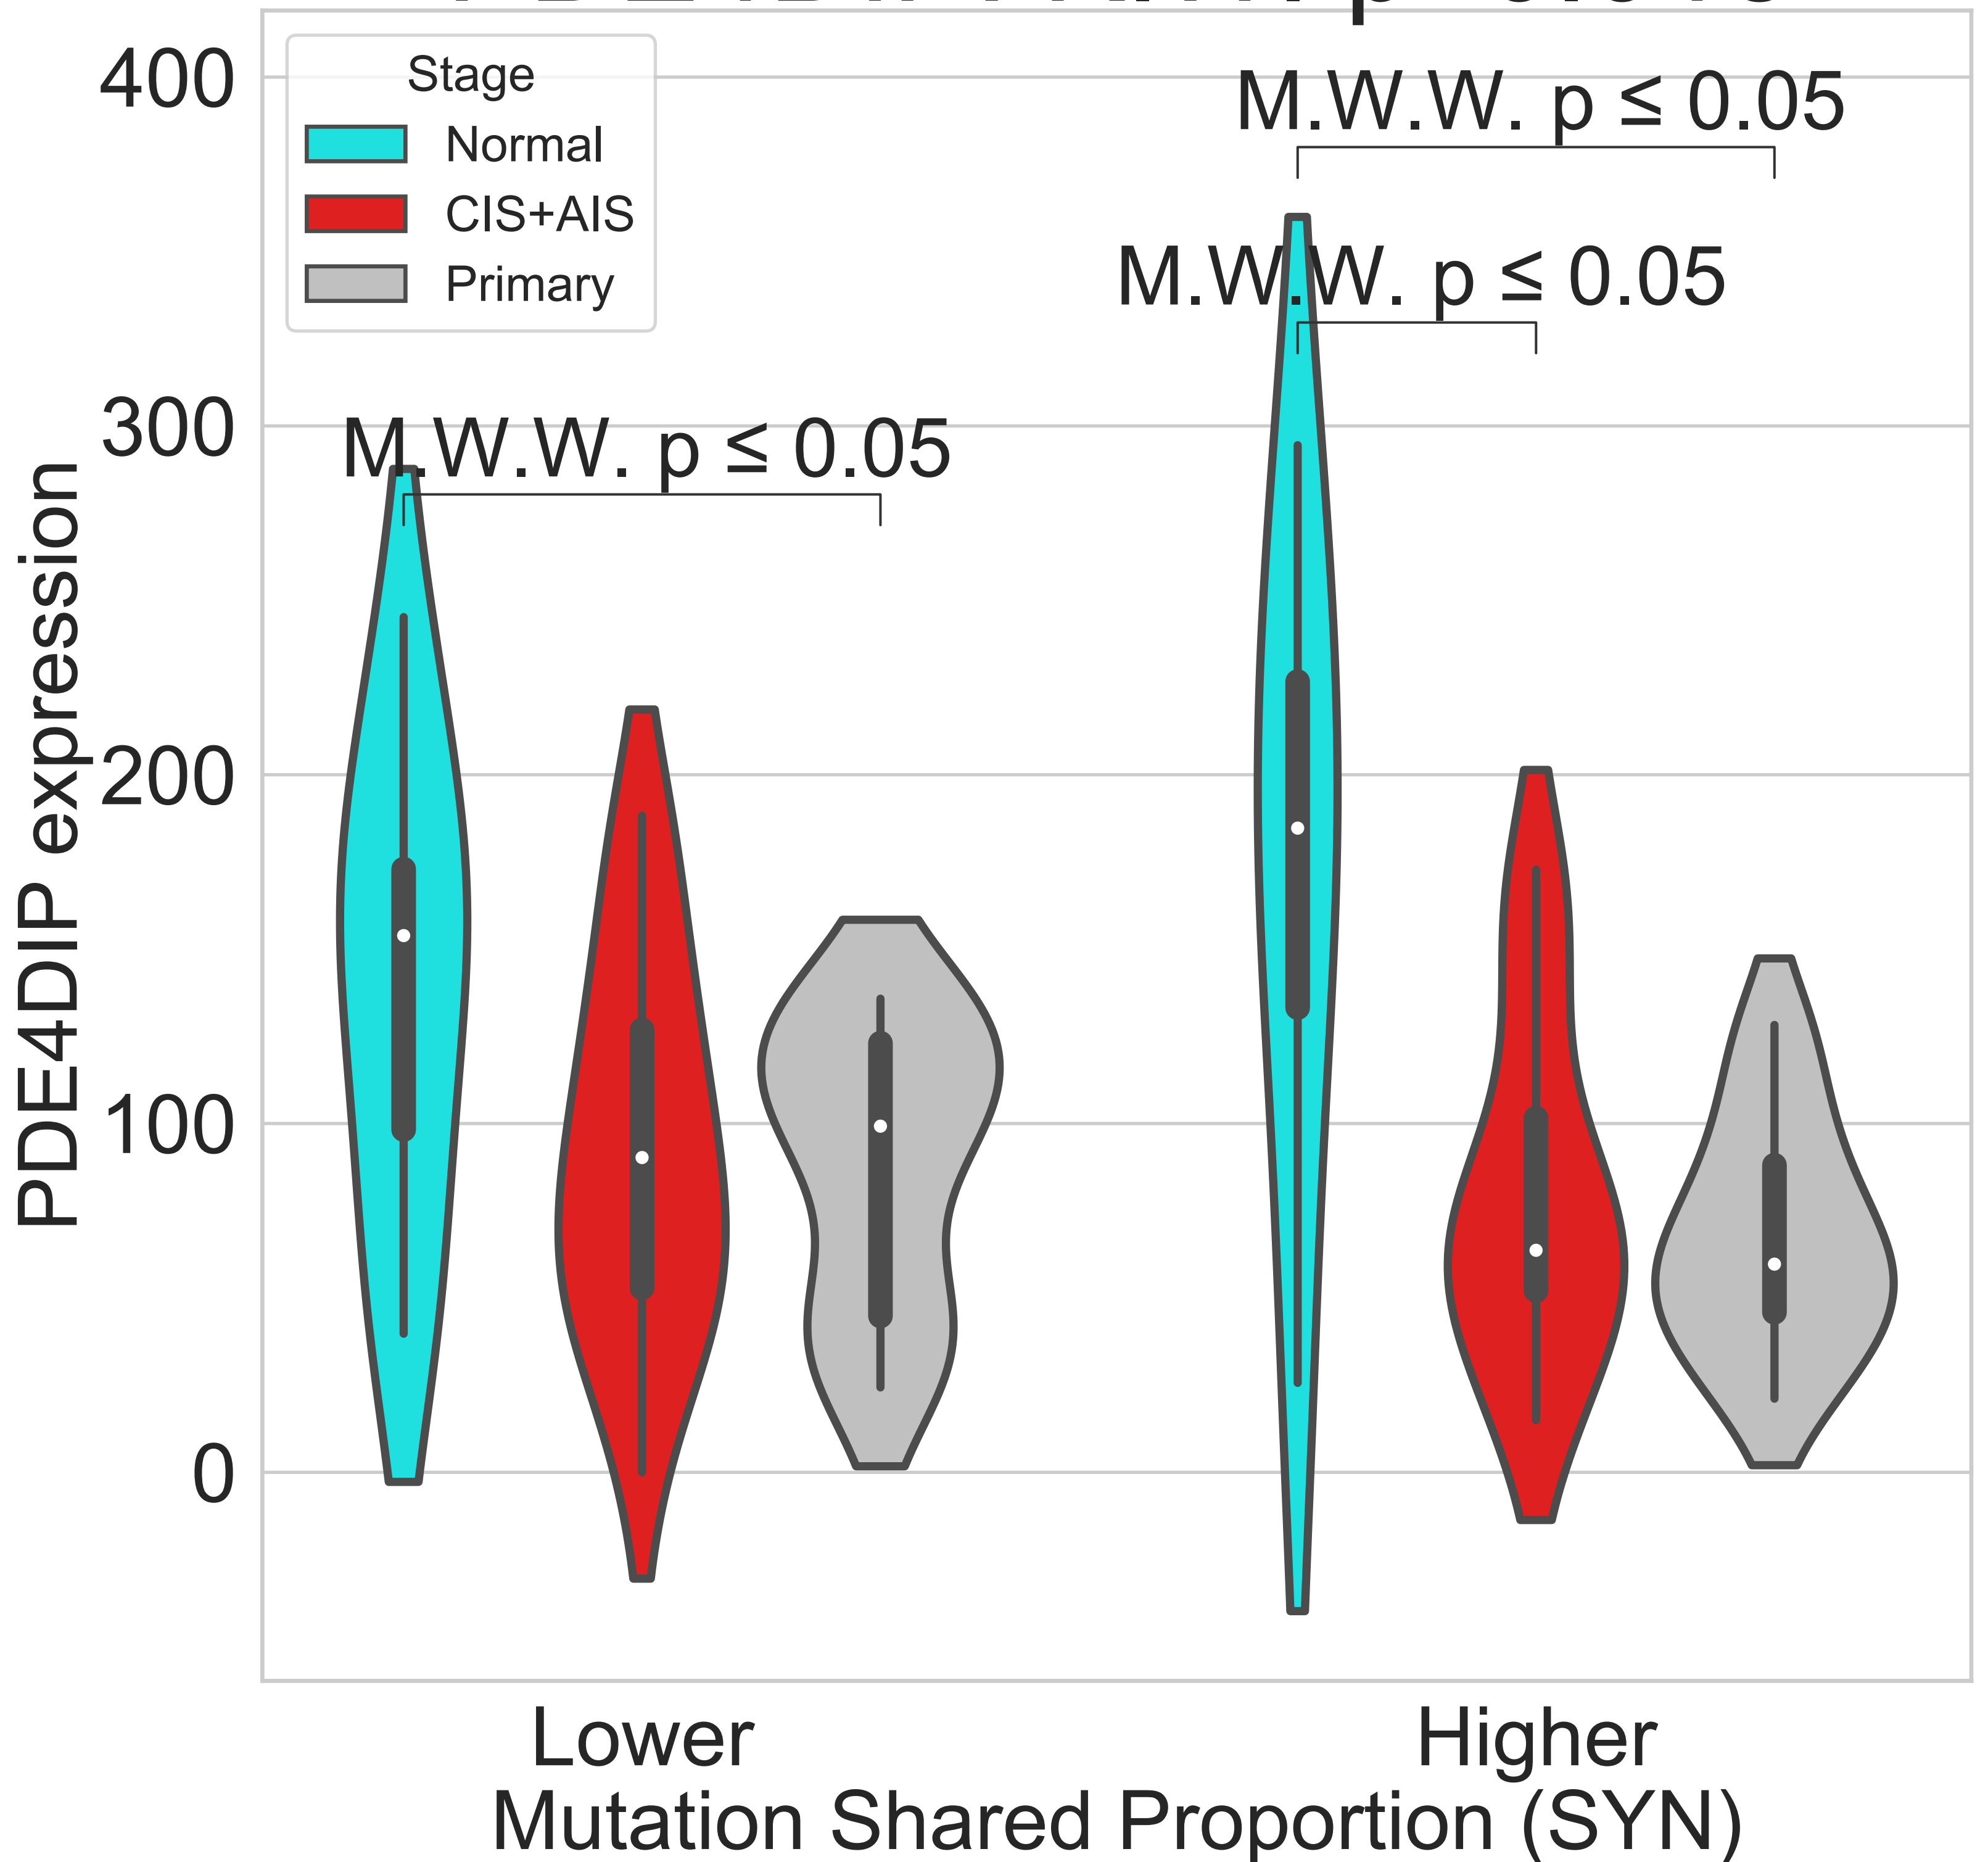 Stage
Normal
CIS+AIS
Primary
M.W.W. p ≤ 0.05
M.W.W. p ≤ 0.05
M.W.W. p ≤ 0.05
400
300
200
100
0
PDE4DIP expression
Lower
Higher
Mutation Shared Proportion (SYN)